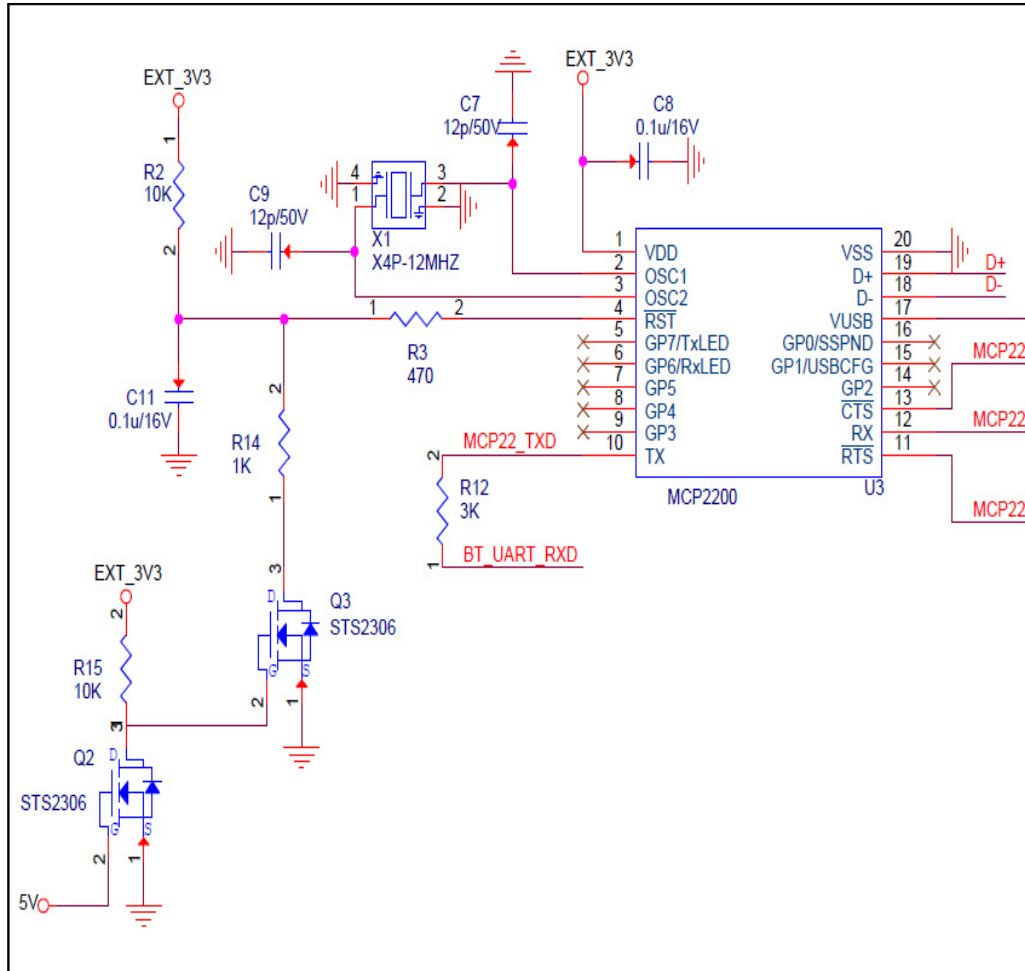 EXT_3V3
1
R2
10K
2
C9
12p/50V
4
1
3
2
X1
X4P-12MHZ
C7
12p/50V
EXT_3V3
C8
0.1u/16V
1 VDD
2 OSC1
3 OSC2
4 RST
5 GP7/TxLED
6 GP6/RxLED
7 GP5
8 GP4
9 GP3
10 TX
VSS 20
D+ 19
D- 18
VUSB 17
GP0/SSPND 16
GP1/USBCFG 15
GP2 14
CTS 13
RX 12
RTS 11
MCP2200
U3
D+
D-
MCP22
MCP22
MCP22
1
2
R3
470
C11
0.1u/16V
2
R14
1K
1
MCP22_TXD
2
R12
3K
1
BT_UART_RXD
3
D
Q3
STS2306
G
S
2
1
EXT_3V3
2
R15
10K
3
D
Q2
STS2306
G
S
2
1
5V